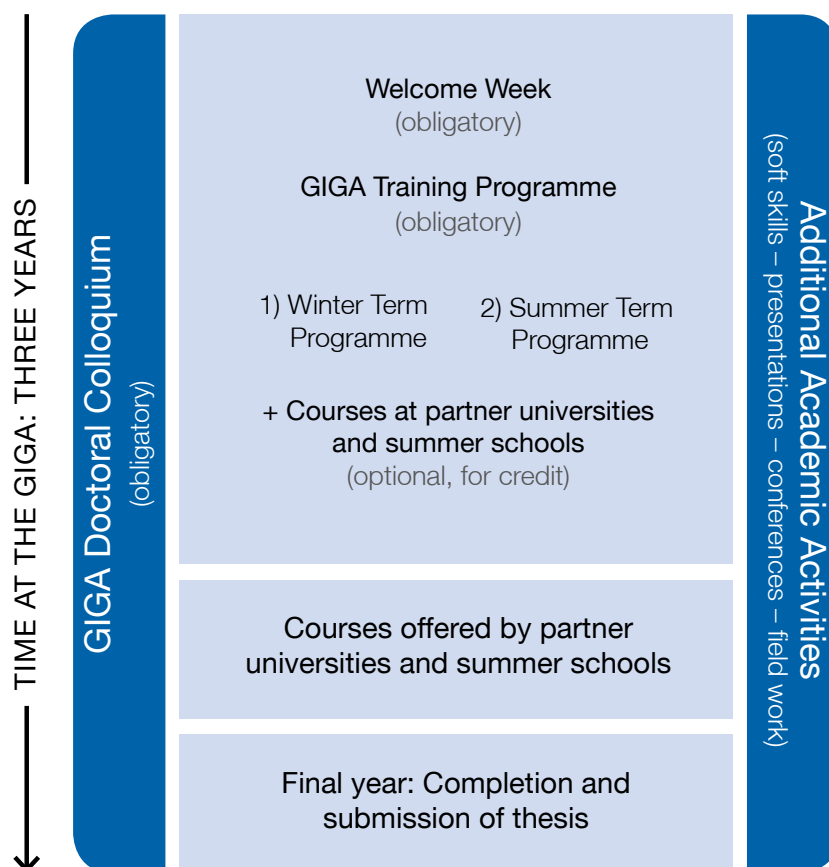 TIME AT THE GIGA: THREE YEARS
GIGA Doctoral Colloquium
(obligatory)
Welcome Week
(obligatory)
GIGA Training Programme
(obligatory)
1) Winter Term
Programme
2) Summer Term
Programme
+ Courses at partner universities
and summer schools
(optional, for credit)
Courses offered by partner
universities and summer schools
Final year: Completion and
submission of thesis
Additional Academic Activities
(soft skills – presentations – conferences – field work)